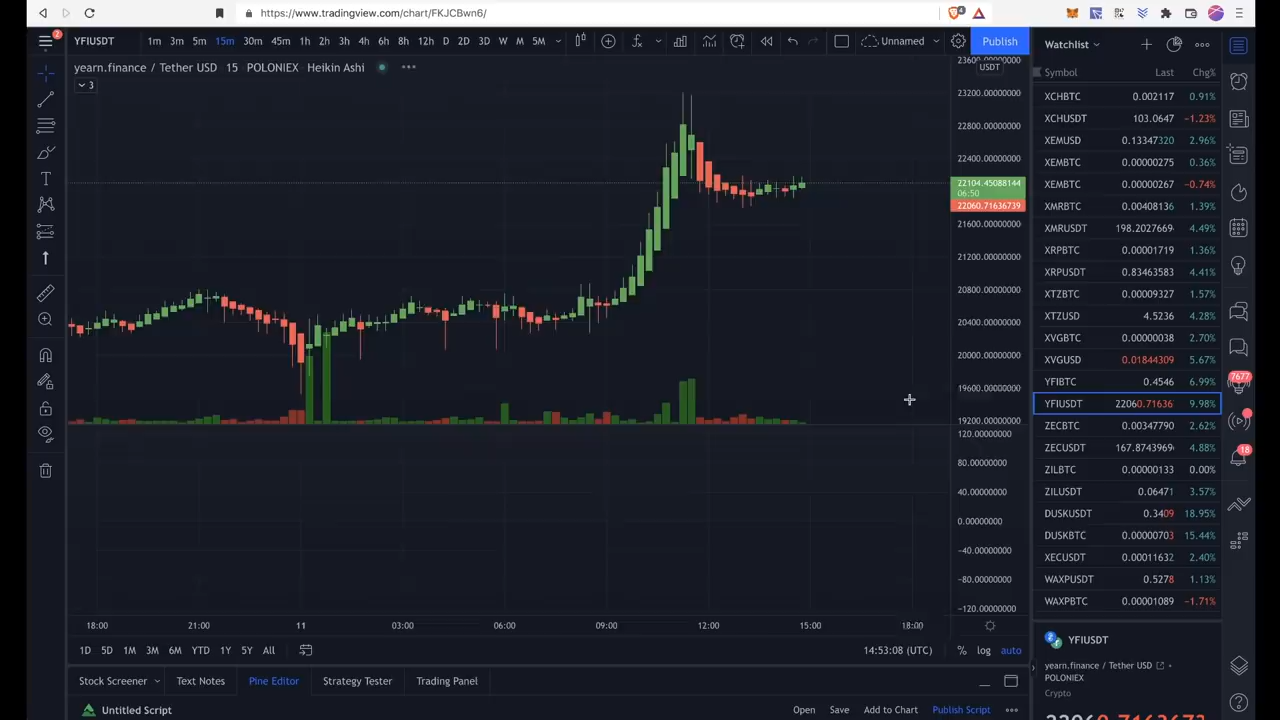 https://www.tradingview.com/chart/FKJCBwn6/
4
2
YFIUSDT
1m 3m 5m 15m 30m 1h 2h 3h 4h 6h 8h 12h D 2D 3D W M 5M
Unnamed
Publish
Watchlist
yearn.finance / Tether USD 15 POLONIEX Heikin Ashi
3
23600.00000000
USDT
23200.00000000
22800.00000000
22400.00000000
22104.45088144
06:50
22060.71636739
21600.00000000
21200.00000000
20800.00000000
20400.00000000
20000.00000000
19600.00000000
19200.00000000
120.00000000
80.00000000
40.00000000
0.00000000
−40.00000000
−80.00000000
−120.00000000
18:00 21:00 11 03:00 06:00 09:00 12:00 15:00 18:00
1D 5D 1M 3M 6M YTD 1Y 5Y All
14:53:08 (UTC) % log auto
Stock Screener Text Notes Pine Editor Strategy Tester Trading Panel
Untitled Script
Open Save Add to Chart Publish Script
Symbol Last Chg%
XCHBTC 0.002117 0.91%
XCHUSDT 103.0647 −1.23%
XEMUSD 0.13347320 2.96%
XEMBTC 0.00000275 0.36%
XEMBTC 0.00000267 −0.74%
XMRBTC 0.00408136 1.39%
XMRUSDT 198.2027669 4.49%
XRPBTC 0.00001719 1.36%
XRPUSDT 0.83463583 4.41%
XTZBTC 0.00009327 1.57%
XTZUSD 4.5236 4.28%
XVGBTC 0.00000038 2.70%
XVGUSD 0.01844309 5.67%
YFIBTC 0.4546 6.99%
YFIUSDT 22060.71636 9.98%
ZECBTC 0.00347790 2.62%
ZECUSDT 167.8743969 4.88%
ZILBTC 0.00000133 0.00%
ZILUSDT 0.06471 3.57%
DUSKUSDT 0.3409 18.95%
DUSKBTC 0.00000703 15.44%
XECUSDT 0.00011632 2.40%
WAXPUSDT 0.5278 1.13%
WAXPBTC 0.00001089 −1.71%
YFIUSDT
yearn.finance / Tether USD
POLONIEX
Crypto
7677
18